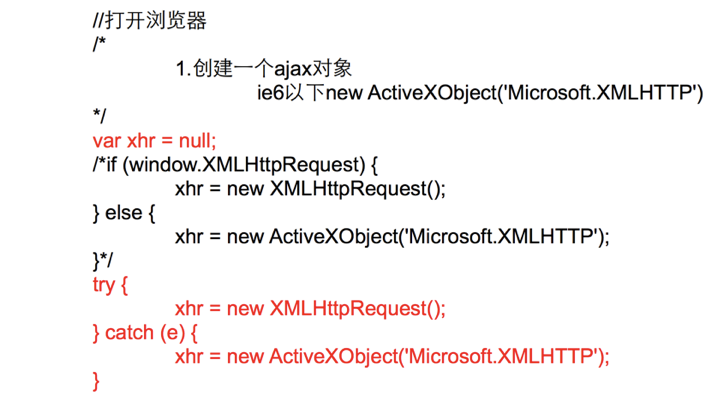 //打开浏览器
/*
1.创建一个ajax对象
ie6以下new ActiveXObject('Microsoft.XMLHTTP')
*/
var xhr = null;
/*if (window.XMLHttpRequest) {
xhr = new XMLHttpRequest();
} else {
xhr = new ActiveXObject('Microsoft.XMLHTTP');
}*/
try {
xhr = new XMLHttpRequest();
} catch (e) {
xhr = new ActiveXObject('Microsoft.XMLHTTP');
}